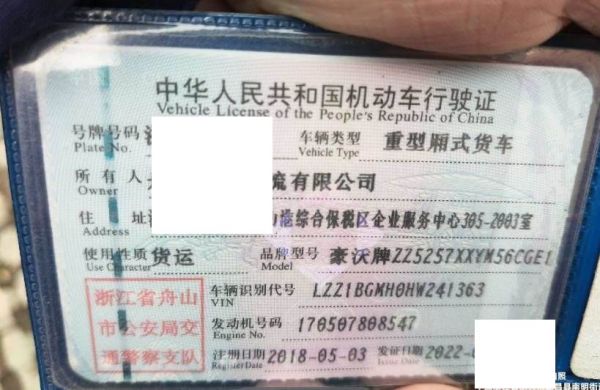 中华人民共和国机动车行驶证
Vehicle License of the People's Republic of China
号牌号码
Plate No.
车辆类型 重型厢式货车
Vehicle Type
所有人 流有限公司
Owner
住 址 综合保税区企业服务中心305-2003室
Address
使用性质 货运
Use Character
品牌型号 豪沃牌ZZ5257XXYM56CGE1
Model
浙江省舟山
市公安局交
通警察支队
车辆识别代号 LZZ1BGMH0HW241363
VIN
发动机号码 170507808547
Engine No.
注册日期 2018-05-03 发证日期 2022-
Register Date Issue Date